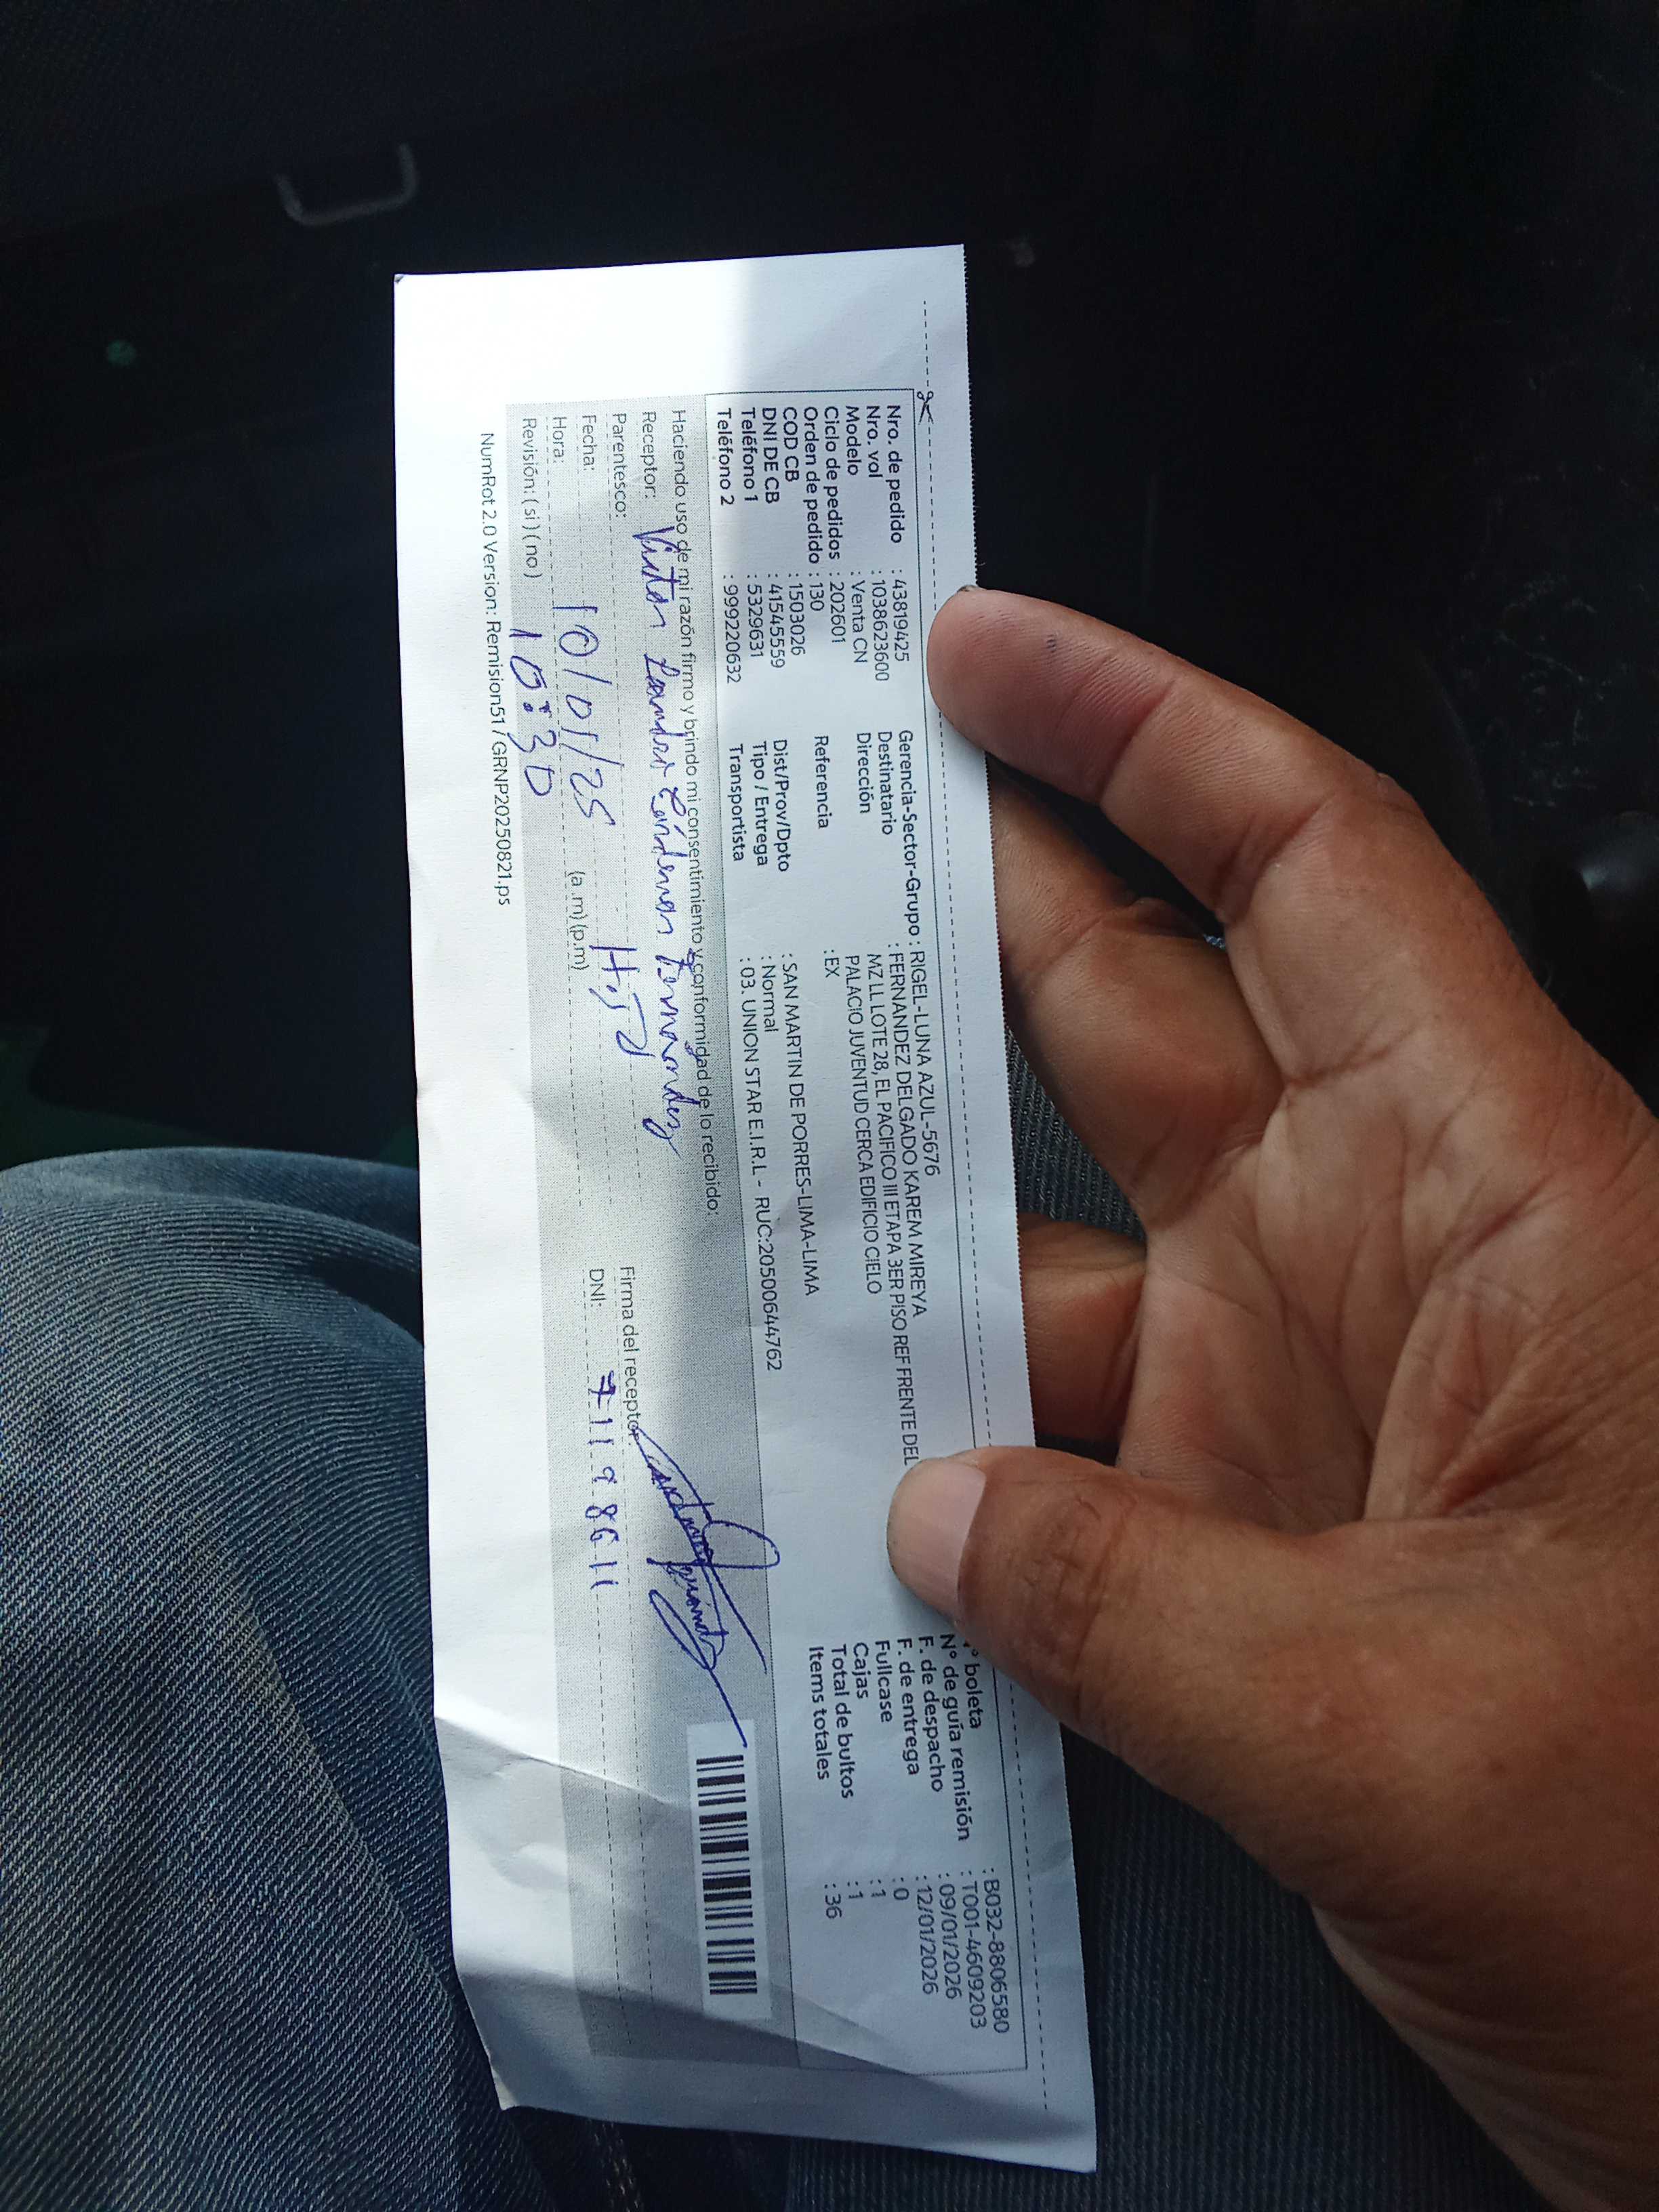 Nro. de pedido : 43819425
Nro. vol : 1038623600
Modelo : Venta CN
Ciclo de pedidos : 202601
Orden de pedido : 130
COD CB : 1503026
DNI DE CB : 41545559
Teléfono 1 : 5329631
Teléfono 2 : 999220632
Gerencia-Sector-Grupo : RIGEL-LUNA AZUL-5676
Destinatario : FERNANDEZ DELGADO KAREM MIREYA
Dirección MZ LL LOTE 28, EL PACIFICO III ETAPA 3ER PISO REF FRENTE DEL
PALACIO JUVENTUD CERCA EDIFICIO CIELO
Referencia : EX
Dist/Prov/Dpto : SAN MARTIN DE PORRES-LIMA-LIMA
Tipo / Entrega : Normal
Transportista : 03. UNION STAR E.I.R.L - RUC:20500644762
° boleta : B032-8806580
N° de guía remisión : T001-4609203
F. de despacho : 09/01/2026
F. de entrega : 12/01/2026
Fullcase : 0
Cajas : 1
Total de bultos : 1
Items totales : 36
Haciendo uso de mi razón firmo y brindo mi consentimiento y conformidad de lo recibido:
Receptor: Fernandez
Parentesco: Hijo
Fecha: 10/01/25
Hora: 10:30 (a.m) (p.m)
Revisión: ( si ) ( no )
Firma del receptor:
DNI: 71198611
NumRot 2.0 Version: Remision51 / GRNP20250821.ps